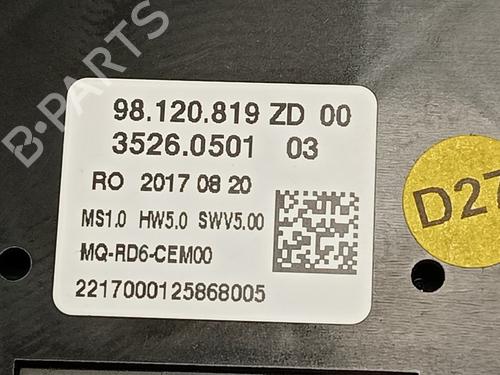 B-PARTS
98.120.819 ZD 00
3526.0501 03
RO 2017 08 20
MS1.0 HW5.0 SWV5.00
MQ-RD6-CEM00
2217000125868005
D27